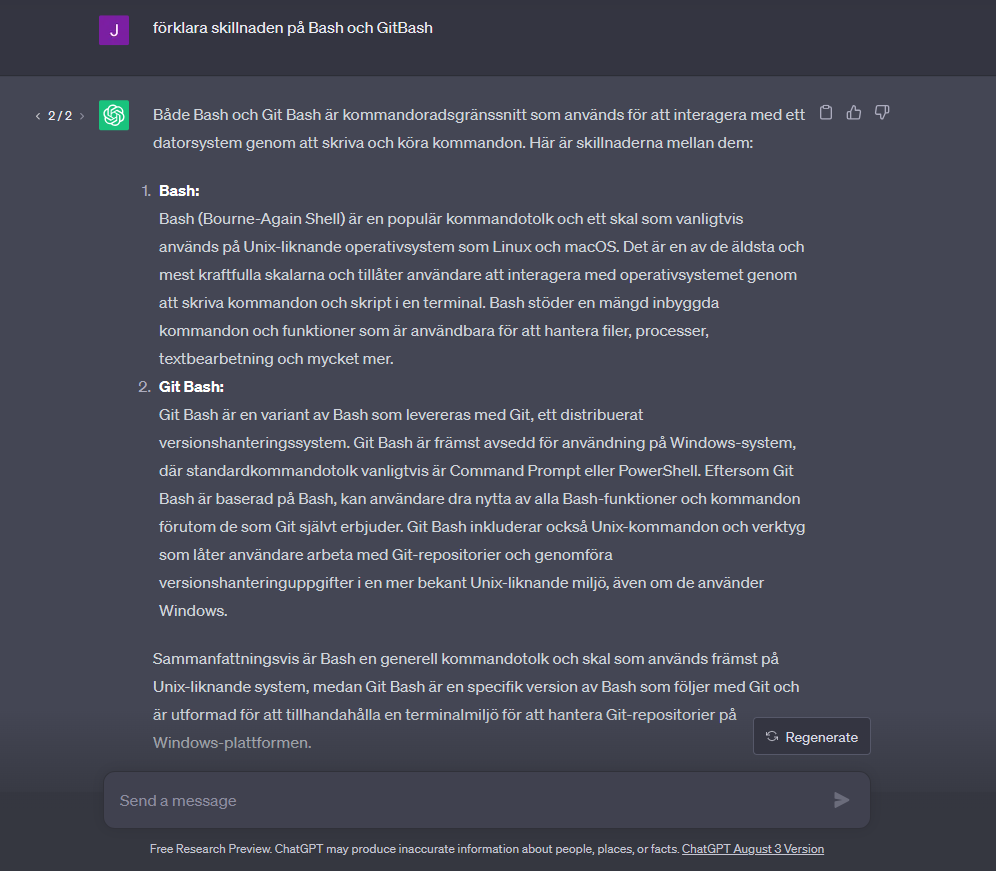 J
förklara skillnaden på Bash och GitBash
< 2 / 2 >
Både Bash och Git Bash är kommandoradsgränssnitt som används för att interagera med ett
datorsystem genom att skriva och köra kommandon. Här är skillnaderna mellan dem:
1. Bash:
Bash (Bourne-Again Shell) är en populär kommandotolk och ett skal som vanligtvis
används på Unix-liknande operativsystem som Linux och macOS. Det är en av de äldsta och
mest kraftfulla skalarna och tillåter användare att interagera med operativsystemet genom
att skriva kommandon och skript i en terminal. Bash stöder en mängd inbyggda
kommandon och funktioner som är användbara för att hantera filer, processer,
textbearbetning och mycket mer.
2. Git Bash:
Git Bash är en variant av Bash som levereras med Git, ett distribuerat
versionshanteringssystem. Git Bash är främst avsedd för användning på Windows-system,
där standardkommandotolk vanligtvis är Command Prompt eller PowerShell. Eftersom Git
Bash är baserad på Bash, kan användare dra nytta av alla Bash-funktioner och kommandon
förutom de som Git självt erbjuder. Git Bash inkluderar också Unix-kommandon och verktyg
som låter användare arbeta med Git-repositorier och genomföra
versionshanteringuppgifter i en mer bekant Unix-liknande miljö, även om de använder
Windows.
Sammanfattningsvis är Bash en generell kommandotolk och skal som används främst på
Unix-liknande system, medan Git Bash är en specifik version av Bash som följer med Git och
är utformad för att tillhandahålla en terminalmiljö för att hantera Git-repositorier på
Windows-plattformen.
Regenerate
Send a message
Free Research Preview. ChatGPT may produce inaccurate information about people, places, or facts. ChatGPT August 3 Version